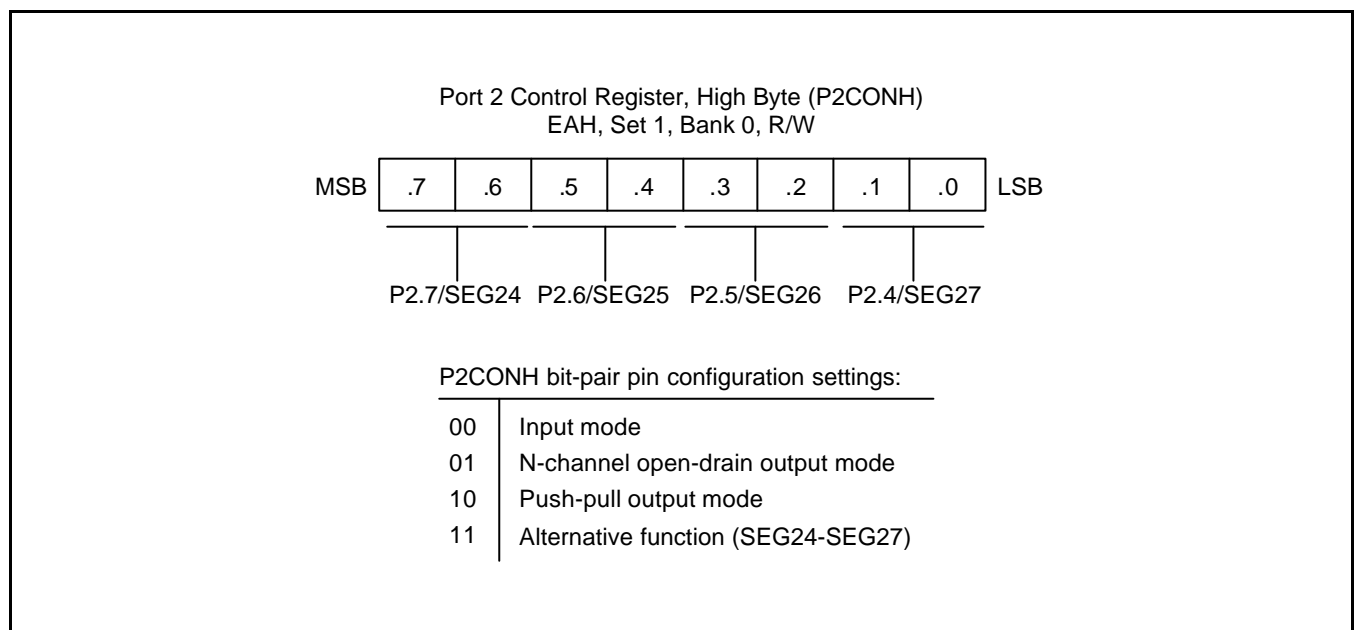 Port 2 Control Register, High Byte (P2CONH)
EAH, Set 1, Bank 0, R/W
MSB .7 .6 .5 .4 .3 .2 .1 .0 LSB
P2.7/SEG24 P2.6/SEG25 P2.5/SEG26 P2.4/SEG27
P2CONH bit-pair pin configuration settings:
00 Input mode
01 N-channel open-drain output mode
10 Push-pull output mode
11 Alternative function (SEG24-SEG27)